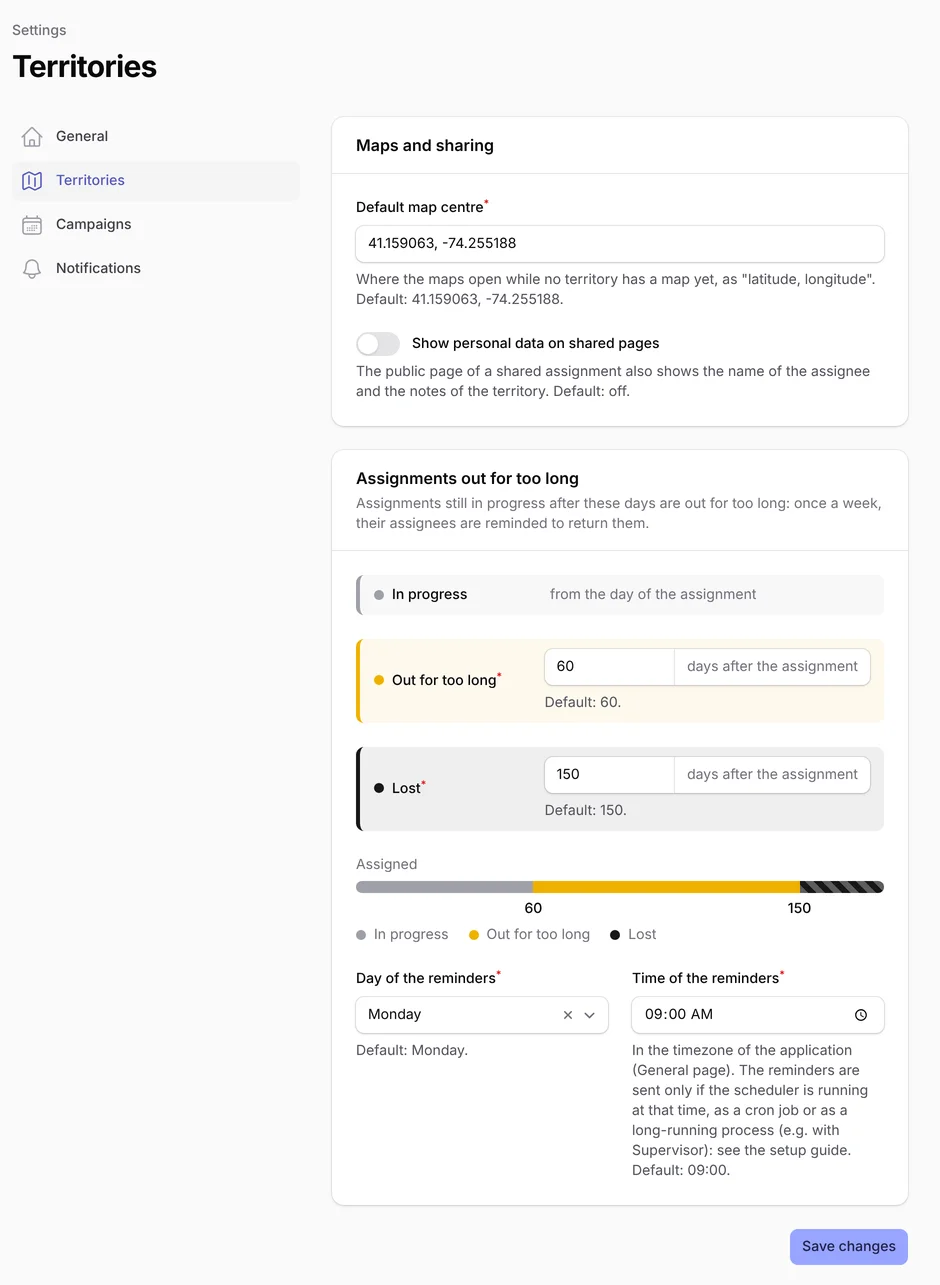 Settings
Territories
General
Territories
Campaigns
Notifications
Maps and sharing
Default map centre*
41.159063, -74.255188
Where the maps open while no territory has a map yet, as "latitude, longitude".
Default: 41.159063, -74.255188.
Show personal data on shared pages
The public page of a shared assignment also shows the name of the assignee
and the notes of the territory. Default: off.
Assignments out for too long
Assignments still in progress after these days are out for too long: once a week,
their assignees are reminded to return them.
In progress from the day of the assignment
Out for too long* 60 days after the assignment
Default: 60.
Lost* 150 days after the assignment
Default: 150.
Assigned
60 150
In progress Out for too long Lost
Day of the reminders*
Monday
Default: Monday.
Time of the reminders*
09:00 AM
In the timezone of the application
(General page). The reminders are
sent only if the scheduler is running
at that time, as a cron job or as a
long-running process (e.g. with
Supervisor): see the setup guide.
Default: 09:00.
Save changes